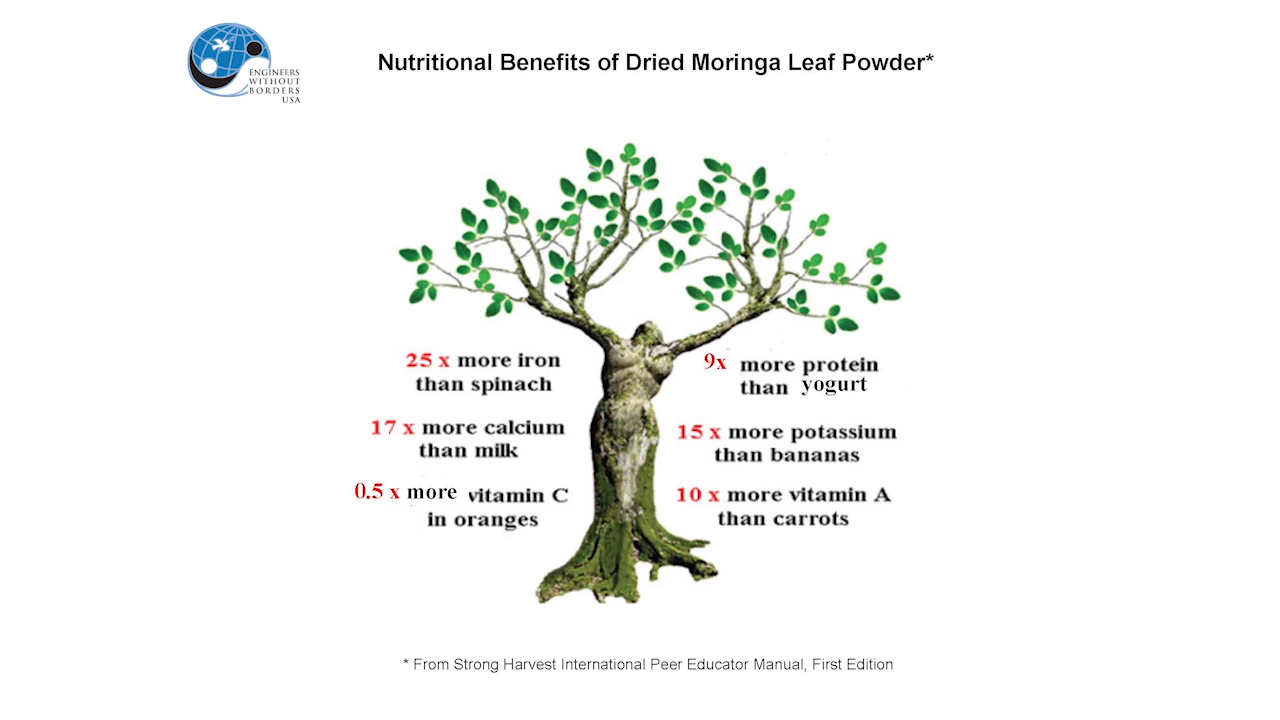 ENGINEERS
WITHOUT
BORDERS
USA
Nutritional Benefits of Dried Moringa Leaf Powder*
25 x more iron
than spinach
17 x more calcium
than milk
0.5 x more vitamin C
in oranges
9x more protein
than yogurt
15 x more potassium
than bananas
10 x more vitamin A
than carrots
* From Strong Harvest International Peer Educator Manual, First Edition